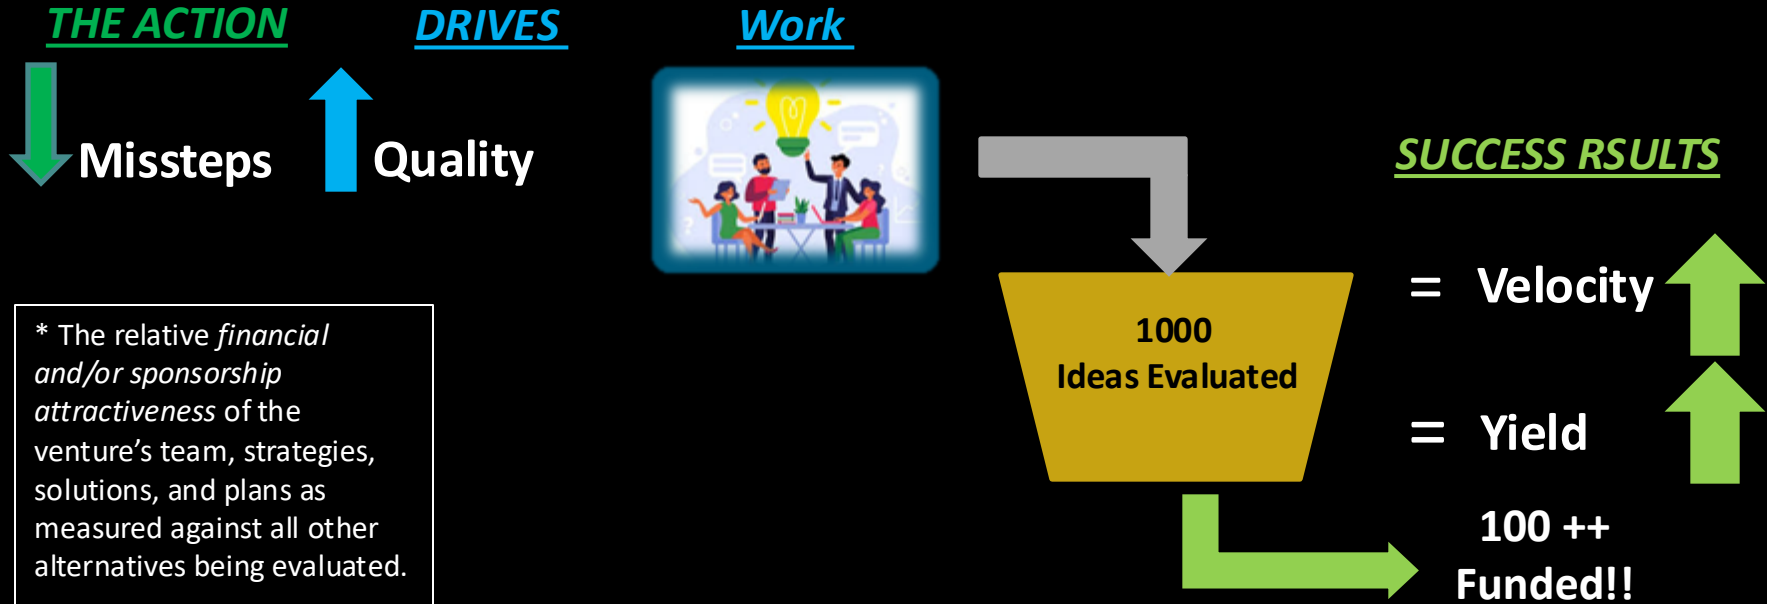 THE ACTION
DRIVES
Work
Missteps
Quality
* The relative financial
and/or sponsorship
attractiveness of the
venture’s team, strategies,
solutions, and plans as
measured against all other
alternatives being evaluated.
1000
Ideas Evaluated
SUCCESS RSULTS
= Velocity
= Yield
100 ++
Funded!!